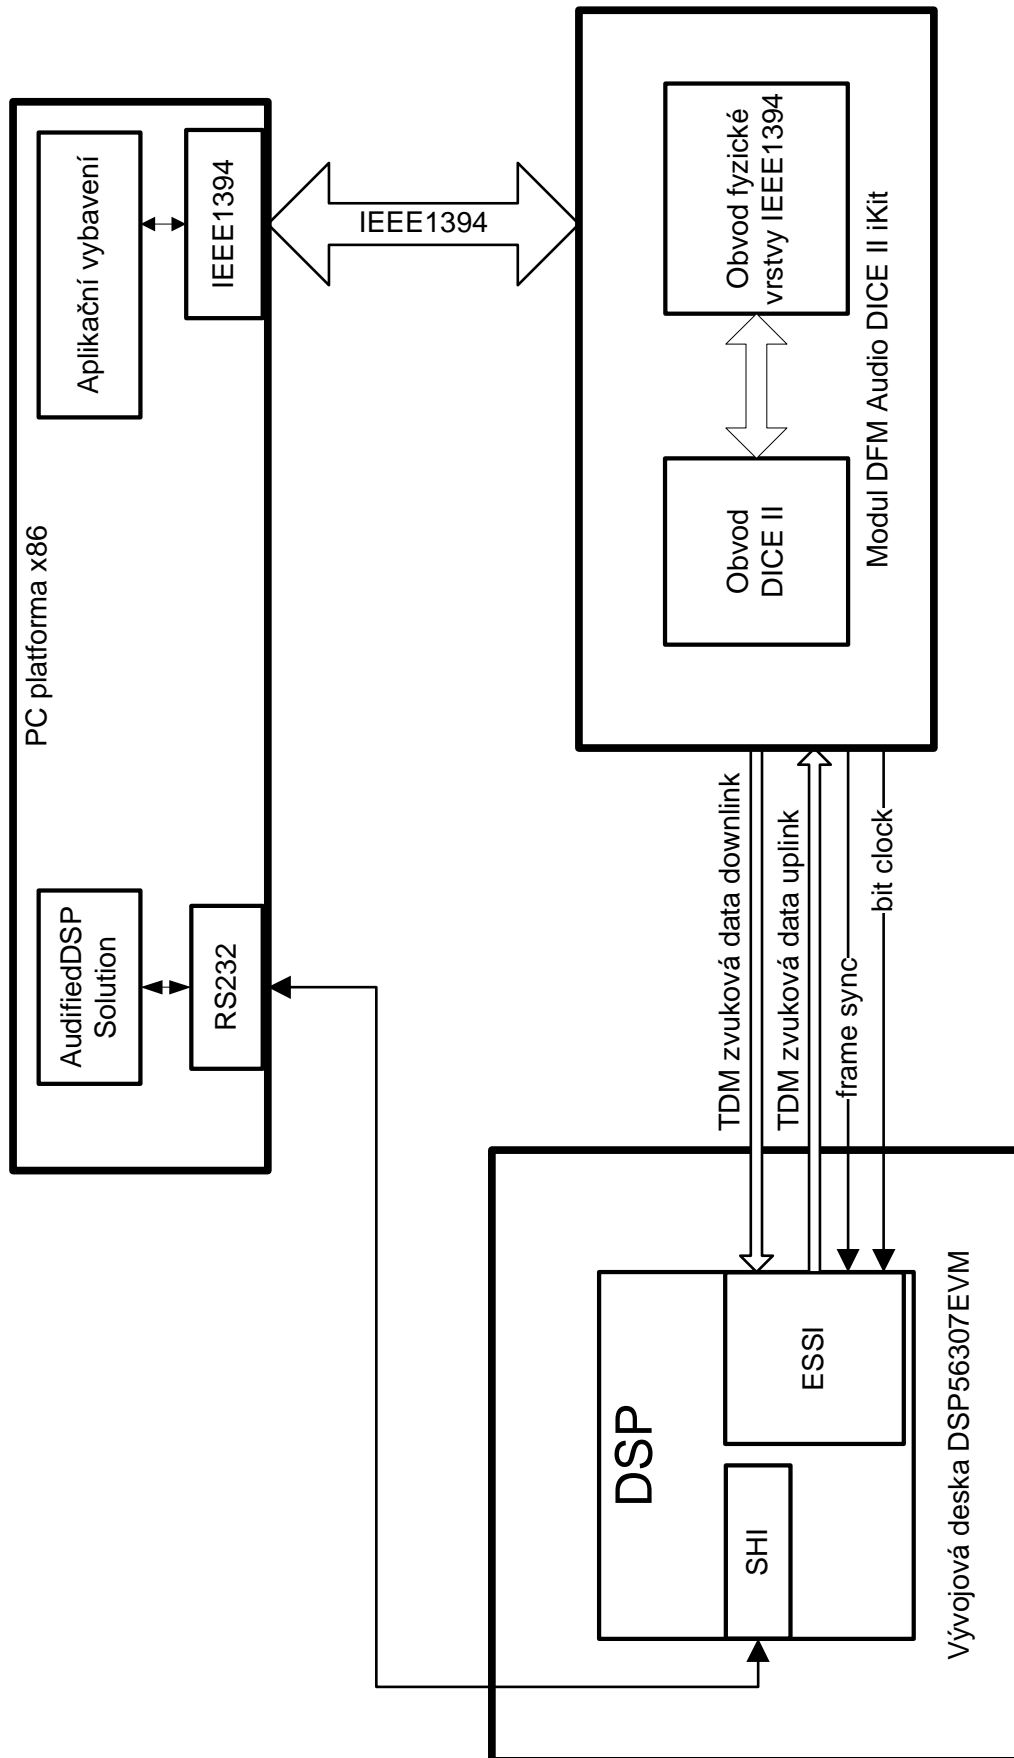 PC platforma x86
AudifiedDSP
Solution
RS232
Aplikační vybavení
IEEE1394
IEEE1394
DSP
SHI
ESSI
Vývojová deska DSP56307EVM
TDM zvuková data downlink
TDM zvuková data uplink
frame sync
bit clock
Obvod
DICE II
Obvod fyzické
vrstvy IEEE1394
Modul DFM Audio DICE II iKit